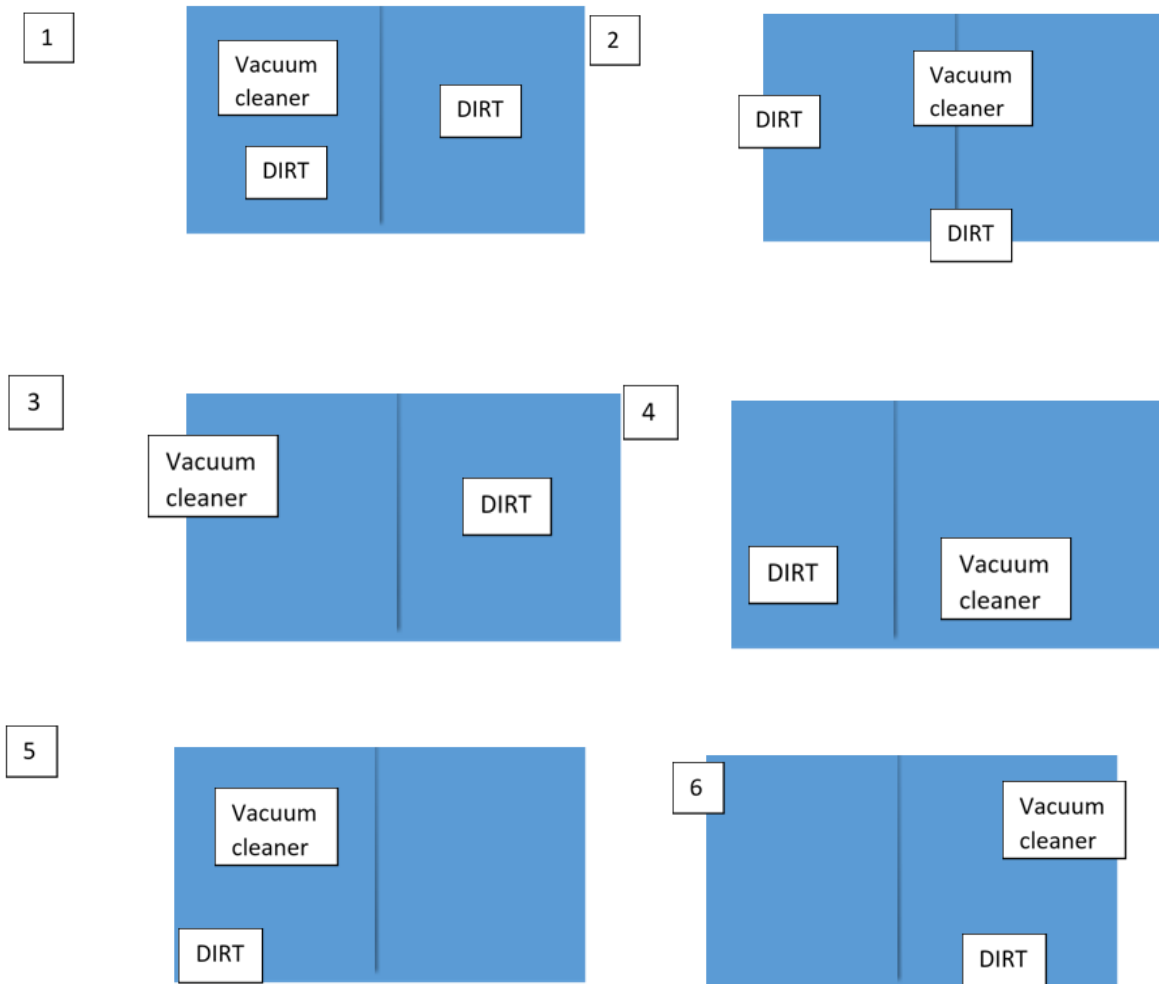 1
Vacuum
cleaner
DIRT
DIRT
2
Vacuum
cleaner
DIRT
DIRT
3
Vacuum
cleaner
DIRT
4
DIRT
Vacuum
cleaner
5
Vacuum
cleaner
DIRT
6
Vacuum
cleaner
DIRT